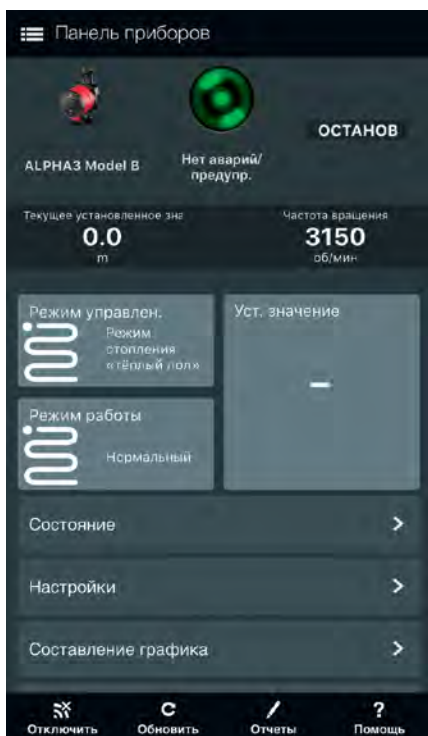 Панель приборов
ALPHA3 Model B
Нет аварий/
предупр.
ОСТАНОВ
Текущее установленное зна
0.0
m
Частота вращения
3150
об/мин
Режим управлен.
Режим
отопления
«тёплый пол»
Уст. значение
–
Режим работы
Нормальный
Состояние
Настройки
Составление графика
Отключить
Обновить
Отчеты
Помощь